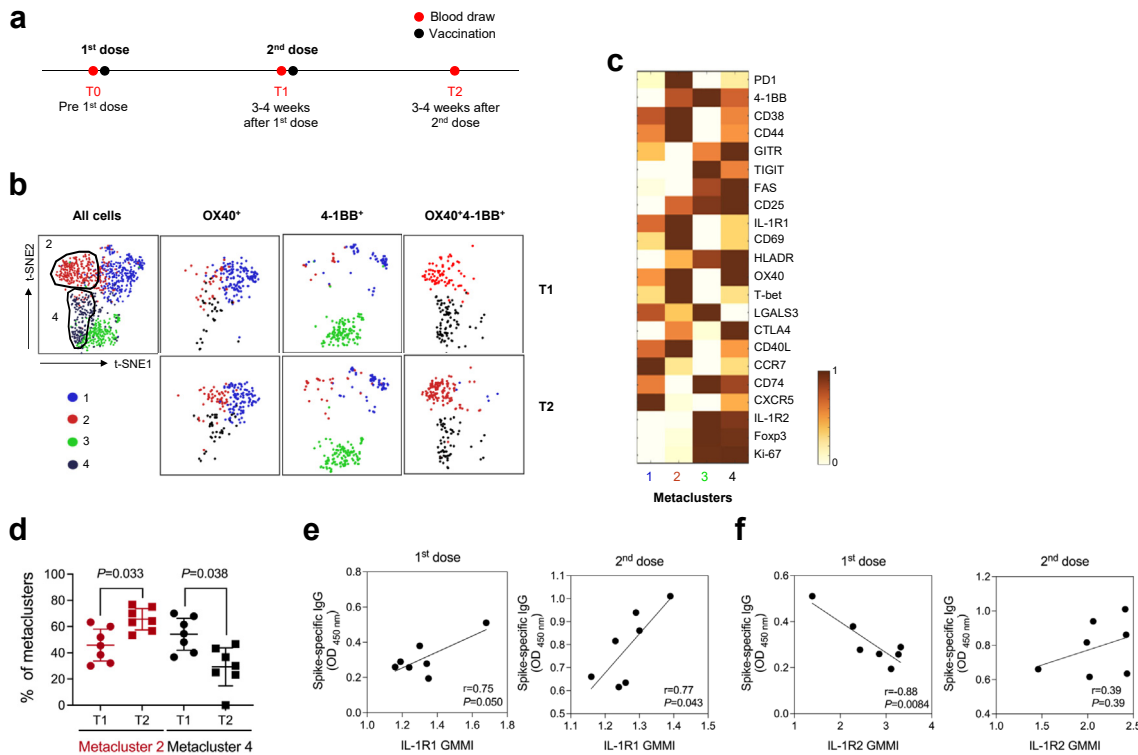 a
Blood draw
Vaccination
1st dose
2nd dose
T0
T1
T2
Pre 1st dose
3-4 weeks
after 1st dose
3-4 weeks after
2nd dose
b
All cells
OX40+
4-1BB+
OX40+4-1BB+
2
4
t-SNE2
t-SNE1
T1
T2
1
2
3
4
c
PD1
4-1BB
CD38
CD44
GITR
TIGIT
FAS
CD25
IL-1R1
CD69
HLADR
OX40
T-bet
LGALS3
CTLA4
CD40L
CCR7
CD74
CXCR5
IL-1R2
Foxp3
Ki-67
1
0
1 2 3 4
Metaclusters
d
P=0.033 P=0.038
% of metaclusters
100
80
60
40
20
0
T1 T2 T1 T2
Metacluster 2 Metacluster 4
e
1st dose
Spike-specific IgG
(OD 450 nm)
0.8
0.6
0.4
0.2
0.0
r=0.75
P=0.050
1.0 1.2 1.4 1.6 1.8
IL-1R1 GMMI
2nd dose
Spike-specific IgG
(OD 450 nm)
1.2
1.0
0.8
0.6
0.4
r=0.77
P=0.043
1.1 1.2 1.3 1.4 1.5
IL-1R1 GMMI
f
1st dose
Spike-specific IgG
(OD 450 nm)
0.6
0.4
0.2
0.0
r=-0.88
P=0.0084
1 2 3 4
IL-1R2 GMMI
2nd dose
Spike-specific IgG
(OD 450 nm)
1.2
1.0
0.8
0.6
0.4
r=0.39
P=0.39
1.0 1.5 2.0 2.5
IL-1R2 GMMI